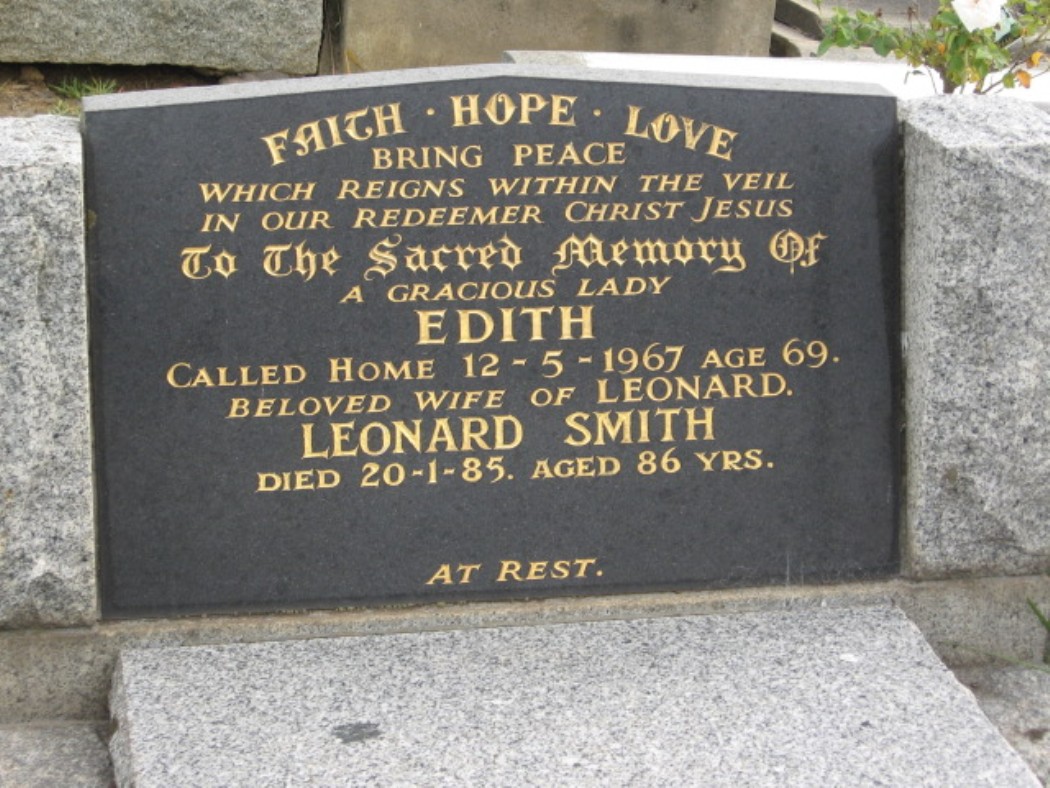 FAITH · HOPE · LOVE
BRING PEACE
WHICH REIGNS WITHIN THE VEIL
IN OUR REDEEMER CHRIST JESUS
To The Sacred Memory Of
A GRACIOUS LADY
EDITH
CALLED HOME 12-5-1967 AGE 69.
BELOVED WIFE OF LEONARD.
LEONARD SMITH
DIED 20-1-85. AGED 86 YRS.
AT REST.